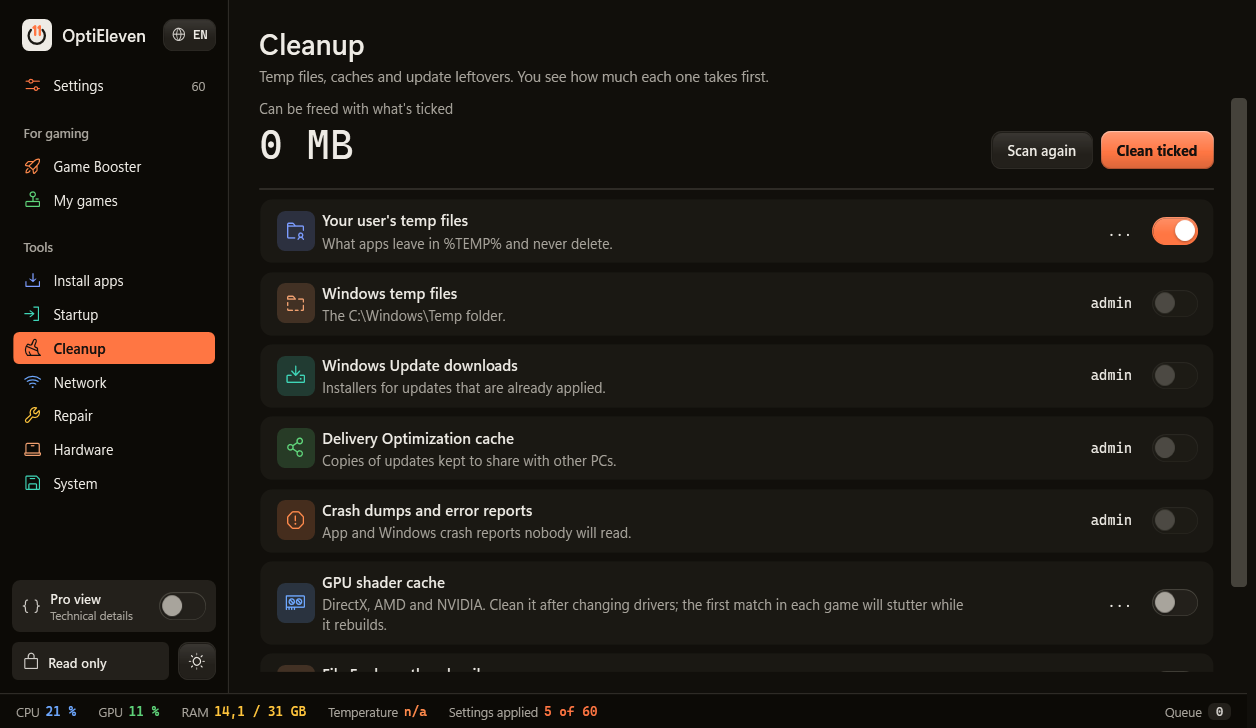 OptiEleven
EN
Settings 60
For gaming
Game Booster
My games
Tools
Install apps
Startup
Cleanup
Network
Repair
Hardware
System
Pro view
Technical details
Read only
Cleanup
Temp files, caches and update leftovers. You see how much each one takes first.
Can be freed with what's ticked
0 MB
Scan again
Clean ticked
Your user's temp files
What apps leave in %TEMP% and never delete.
...
Windows temp files
The C:\Windows\Temp folder.
admin
Windows Update downloads
Installers for updates that are already applied.
admin
Delivery Optimization cache
Copies of updates kept to share with other PCs.
admin
Crash dumps and error reports
App and Windows crash reports nobody will read.
admin
GPU shader cache
DirectX, AMD and NVIDIA. Clean it after changing drivers; the first match in each game will stutter while
it rebuilds.
...
CPU 21 % GPU 11 % RAM 14,1 / 31 GB Temperature n/a Settings applied 5 of 60 Queue 0